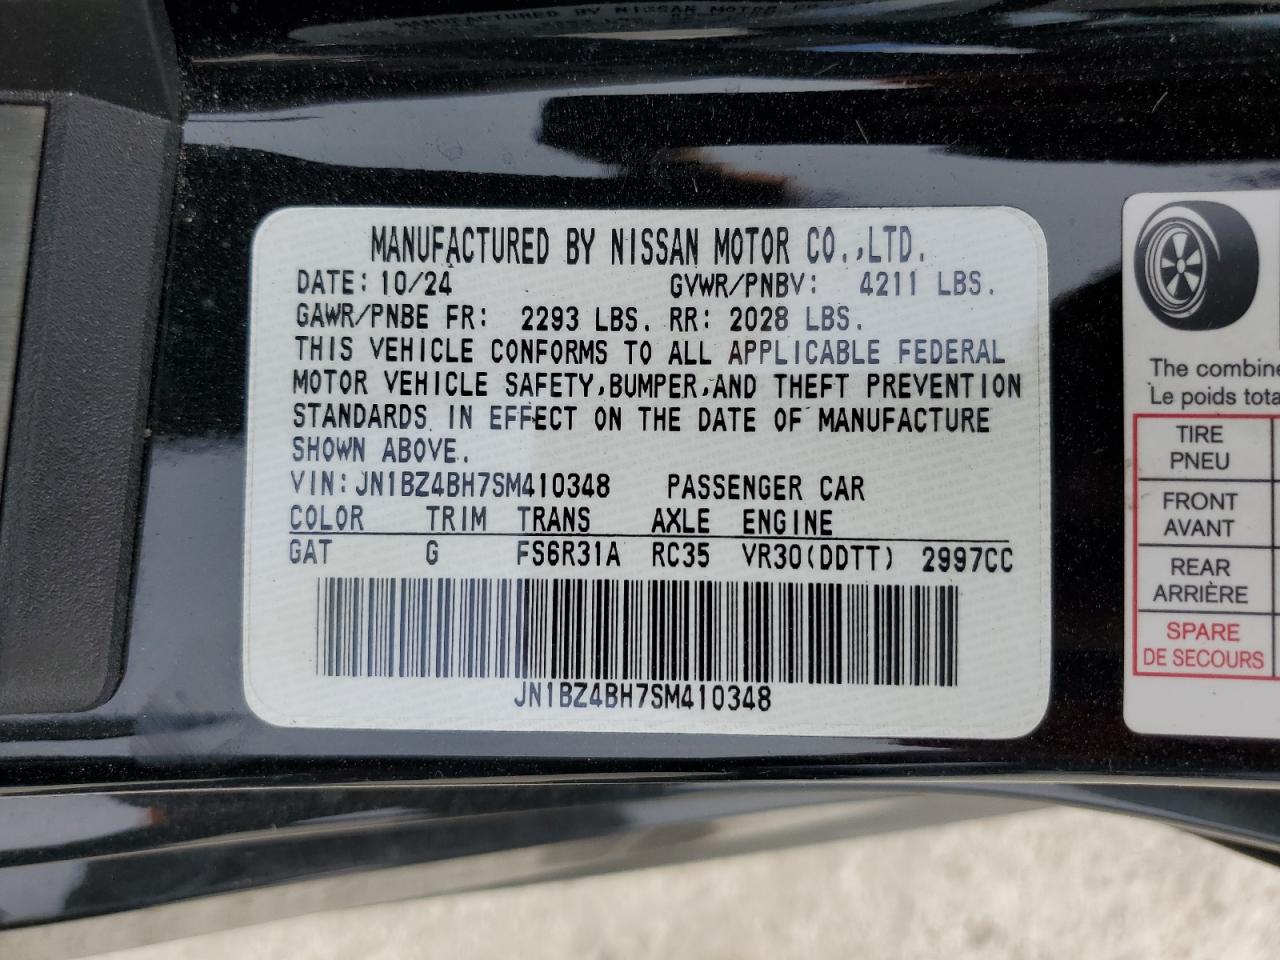 MANUFACTURED BY NISSAN MOTOR CO.,LTD.
DATE: 10/24 GVWR/PNBV: 4211 LBS.
GAWR/PNBE FR: 2293 LBS. RR: 2028 LBS.
THIS VEHICLE CONFORMS TO ALL APPLICABLE FEDERAL
MOTOR VEHICLE SAFETY,BUMPER,AND THEFT PREVENTION
STANDARDS IN EFFECT ON THE DATE OF MANUFACTURE
SHOWN ABOVE.
VIN:JN1BZ4BH7SM410348 PASSENGER CAR
COLOR TRIM TRANS AXLE ENGINE
GAT G FS6R31A RC35 VR30(DDTT) 2997CC
JN1BZ4BH7SM410348
The combine
Le poids tota
TIRE
PNEU
FRONT
AVANT
REAR
ARRIÈRE
SPARE
DE SECOURS